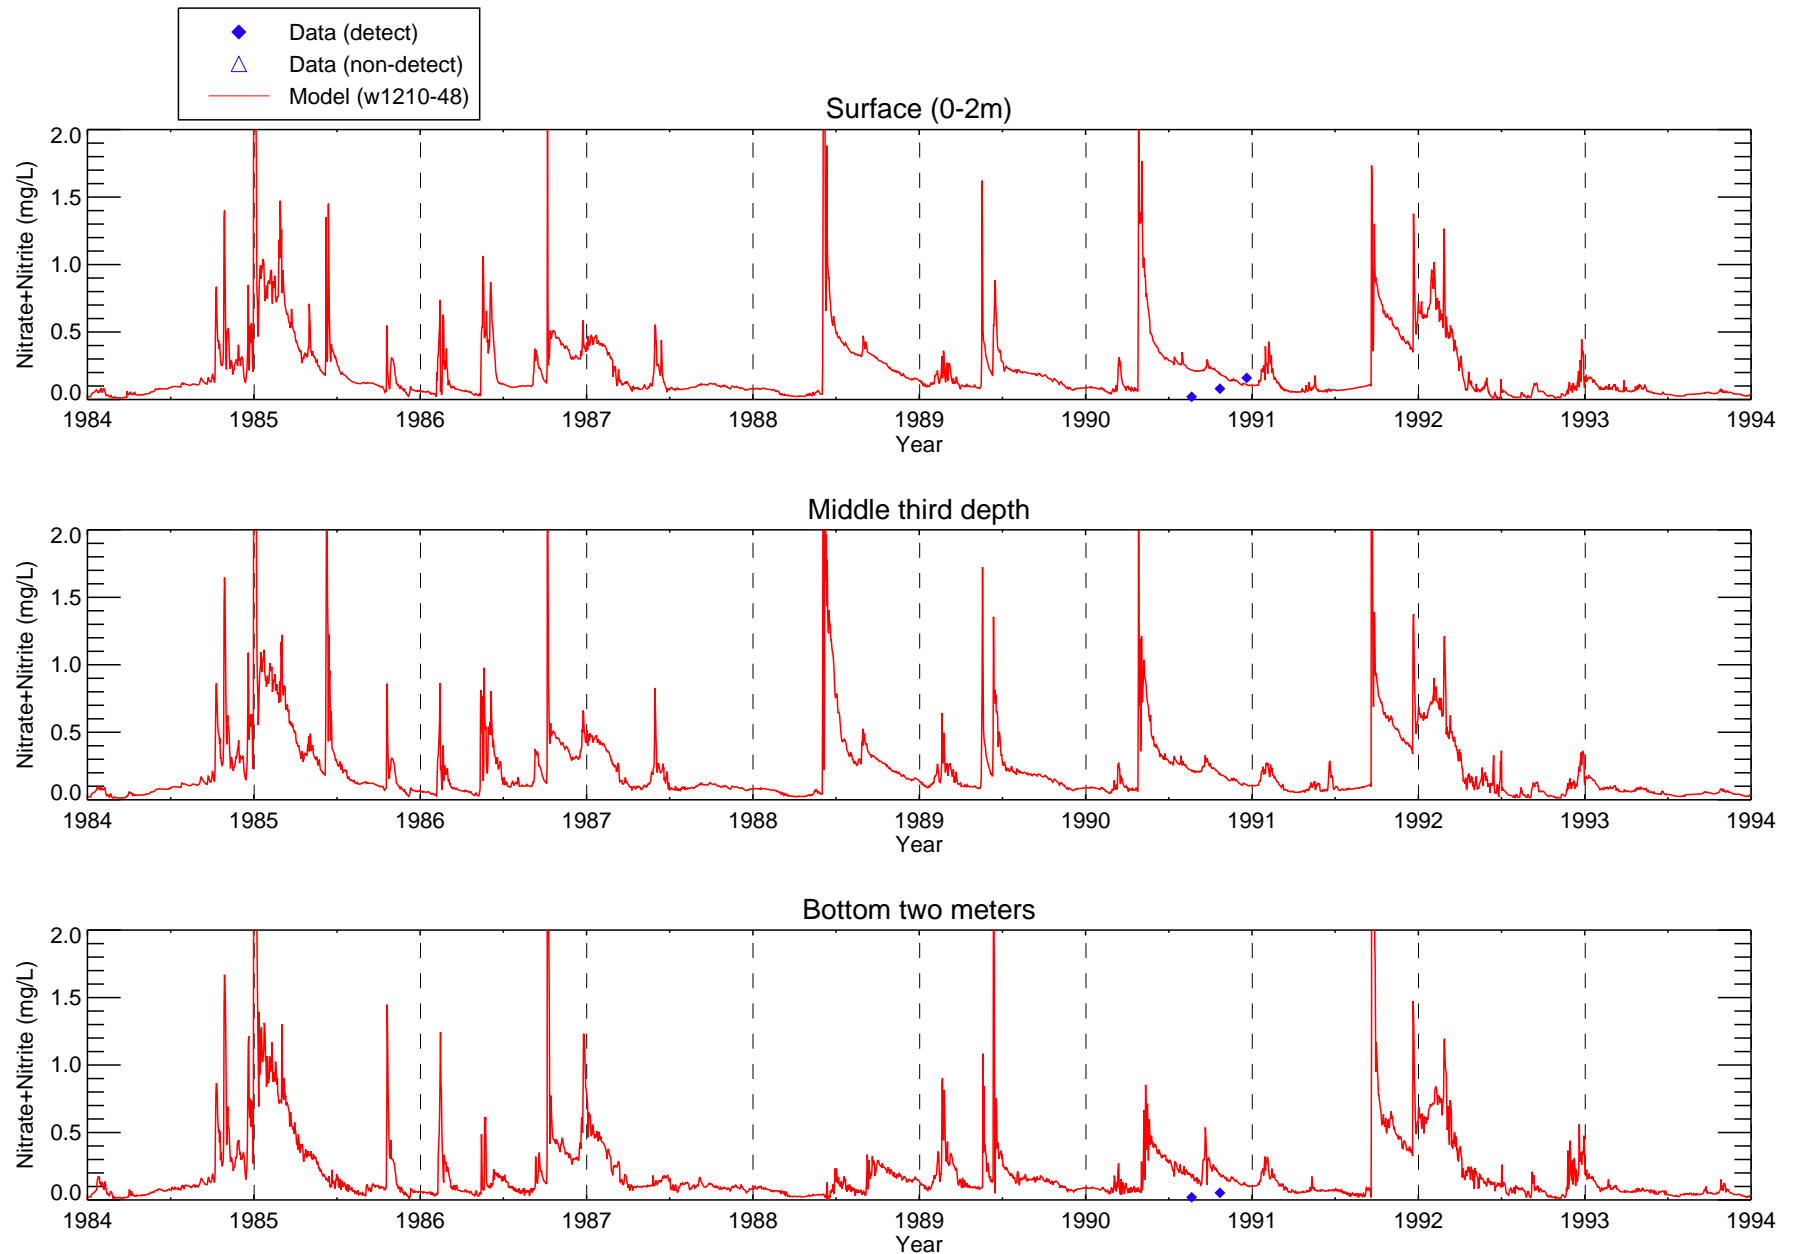 Data (detect)
Data (non-detect)
Model (w1210-48)
Surface (0-2m)
Nitrate+Nitrite (mg/L)
2.0
1.5
1.0
0.5
0.0
1984 1985 1986 1987 1988 1989 1990 1991 1992 1993 1994
Year
Middle third depth
Nitrate+Nitrite (mg/L)
2.0
1.5
1.0
0.5
0.0
1984 1985 1986 1987 1988 1989 1990 1991 1992 1993 1994
Year
Bottom two meters
Nitrate+Nitrite (mg/L)
2.0
1.5
1.0
0.5
0.0
1984 1985 1986 1987 1988 1989 1990 1991 1992 1993 1994
Year